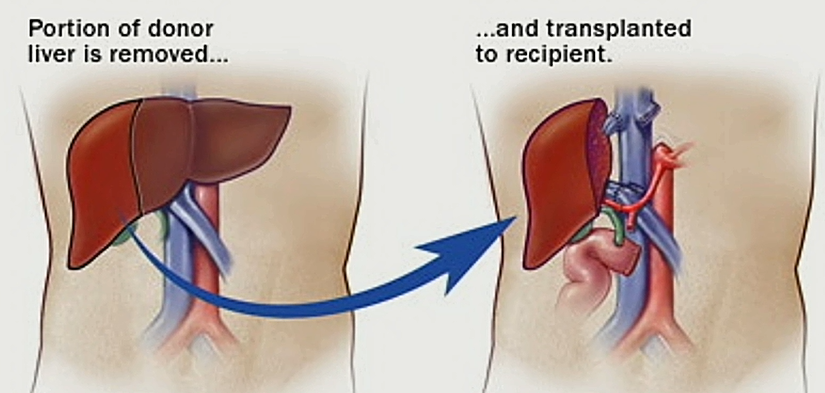 Portion of donor
liver is removed...
...and transplanted
to recipient.